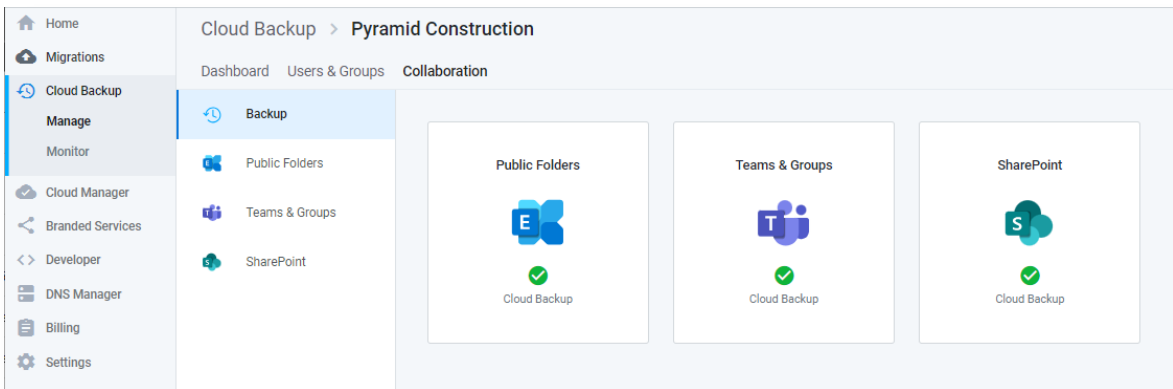 Home
Migrations
Cloud Backup
Manage
Monitor
Cloud Manager
Branded Services
Developer
DNS Manager
Billing
Settings
Cloud Backup > Pyramid Construction
Dashboard Users & Groups Collaboration
Backup
Public Folders
Teams & Groups
SharePoint
Public Folders
E
Cloud Backup
Teams & Groups
T
Cloud Backup
SharePoint
S
Cloud Backup